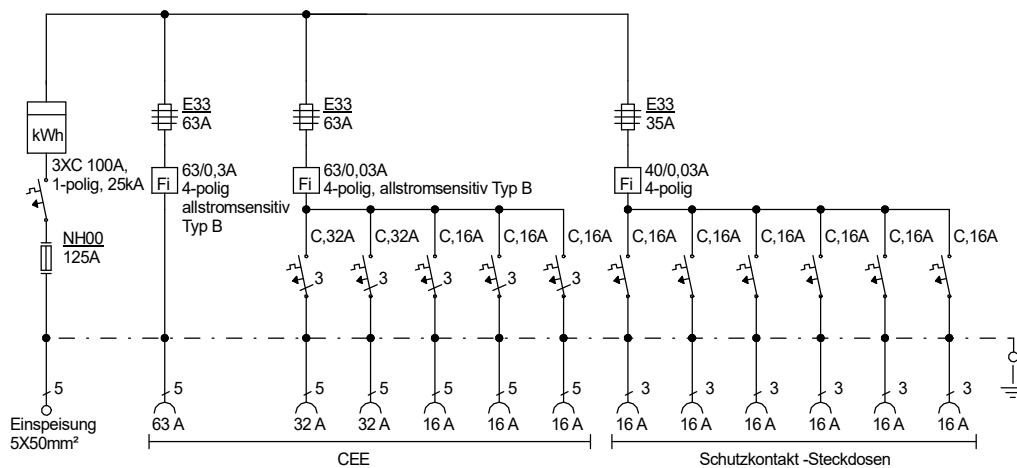 E33
63A
E33
63A
E33
35A
kWh
3XC 100A,
1-polig, 25kA
Fi
63/0,3A
4-polig
allstromsensitiv
Typ B
Fi
63/0,03A
4-polig, allstromsensitiv Typ B
Fi
40/0,03A
4-polig
NH00
125A
C,32A C,32A C,16A C,16A C,16A C,16A C,16A C,16A C,16A C,16A C,16A
3 3 3 3 3
5 5 5 5 5 5 5 3 3 3 3 3 3
Einspeisung
5X50mm²
63 A 32 A 32 A 16 A 16 A 16 A 16 A 16 A 16 A 16 A 16 A 16 A
CEE
Schutzkontakt -Steckdosen